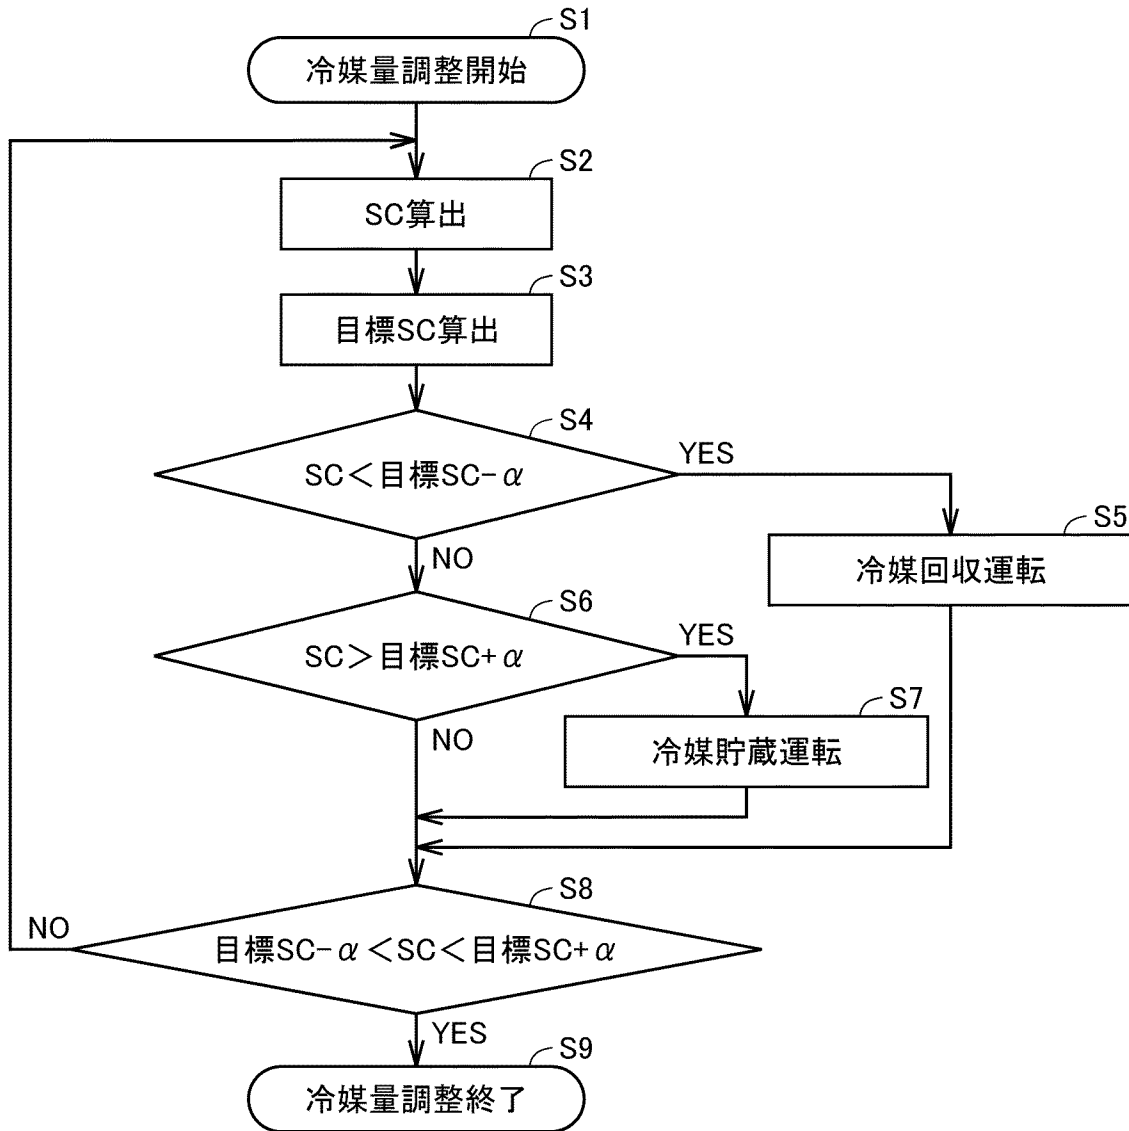 S1
冷媒量調整開始
S2
SC算出
S3
目標SC算出
S4
SC<目標SC-α
YES
NO
S5
冷媒回収運転
S6
SC>目標SC+α
YES
NO
S7
冷媒貯蔵運転
S8
目標SC-α<SC<目標SC+α
NO
YES
S9
冷媒量調整終了